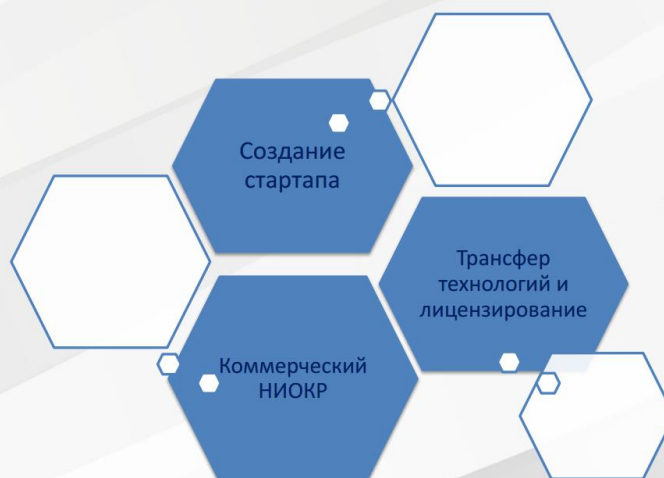 Создание
стартапа
Трансфер
технологий и
лицензирование
Коммерческий
НИОКР